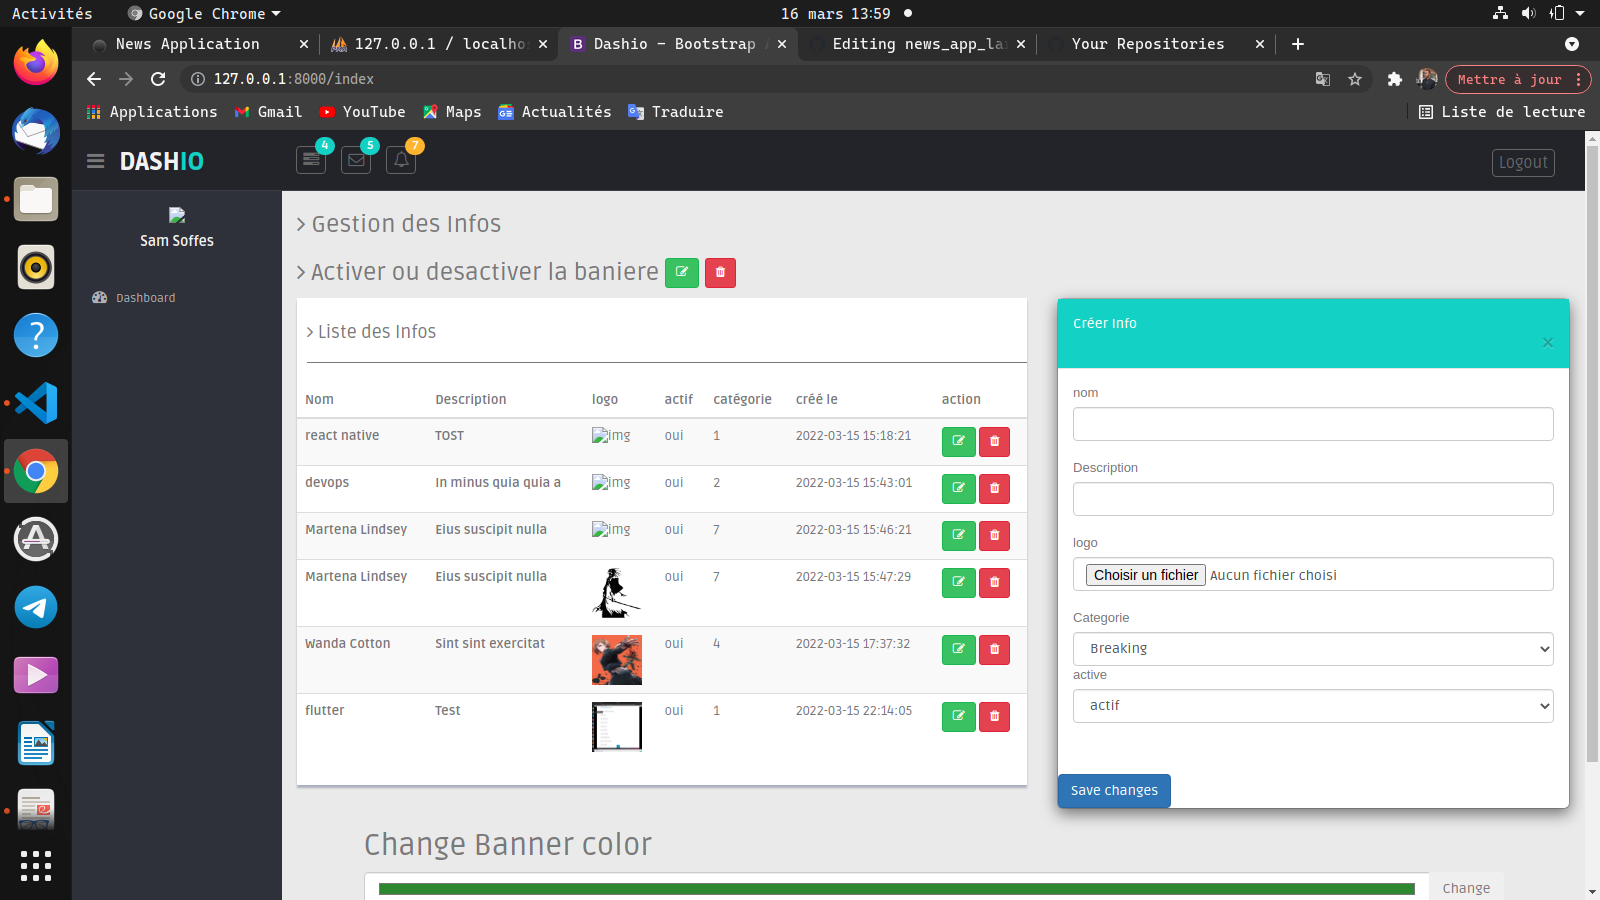 Activités
Google Chrome
16 mars 13:59
News Application
127.0.0.1 / localho
Dashio - Bootstrap A
Editing news_app_la
Your Repositories
127.0.0.1:8000/index
Mettre à jour
Applications
Gmail
YouTube
Maps
Actualités
Traduire
Liste de lecture
DASHIO
4
5
7
Logout
Sam Soffes
Dashboard
Gestion des Infos
Activer ou desactiver la baniere
Liste des Infos
Nom Description logo actif catégorie créé le action
react native TOST img oui 1 2022-03-15 15:18:21
devops In minus quia quia a img oui 2 2022-03-15 15:43:01
Martena Lindsey Eius suscipit nulla img oui 7 2022-03-15 15:46:21
Martena Lindsey Eius suscipit nulla oui 7 2022-03-15 15:47:29
Wanda Cotton Sint sint exercitat oui 4 2022-03-15 17:37:32
flutter Test oui 1 2022-03-15 22:14:05
Créer Info
×
nom
Description
logo
Choisir un fichier Aucun fichier choisi
Categorie
Breaking
active
actif
Save changes
Change Banner color
Change